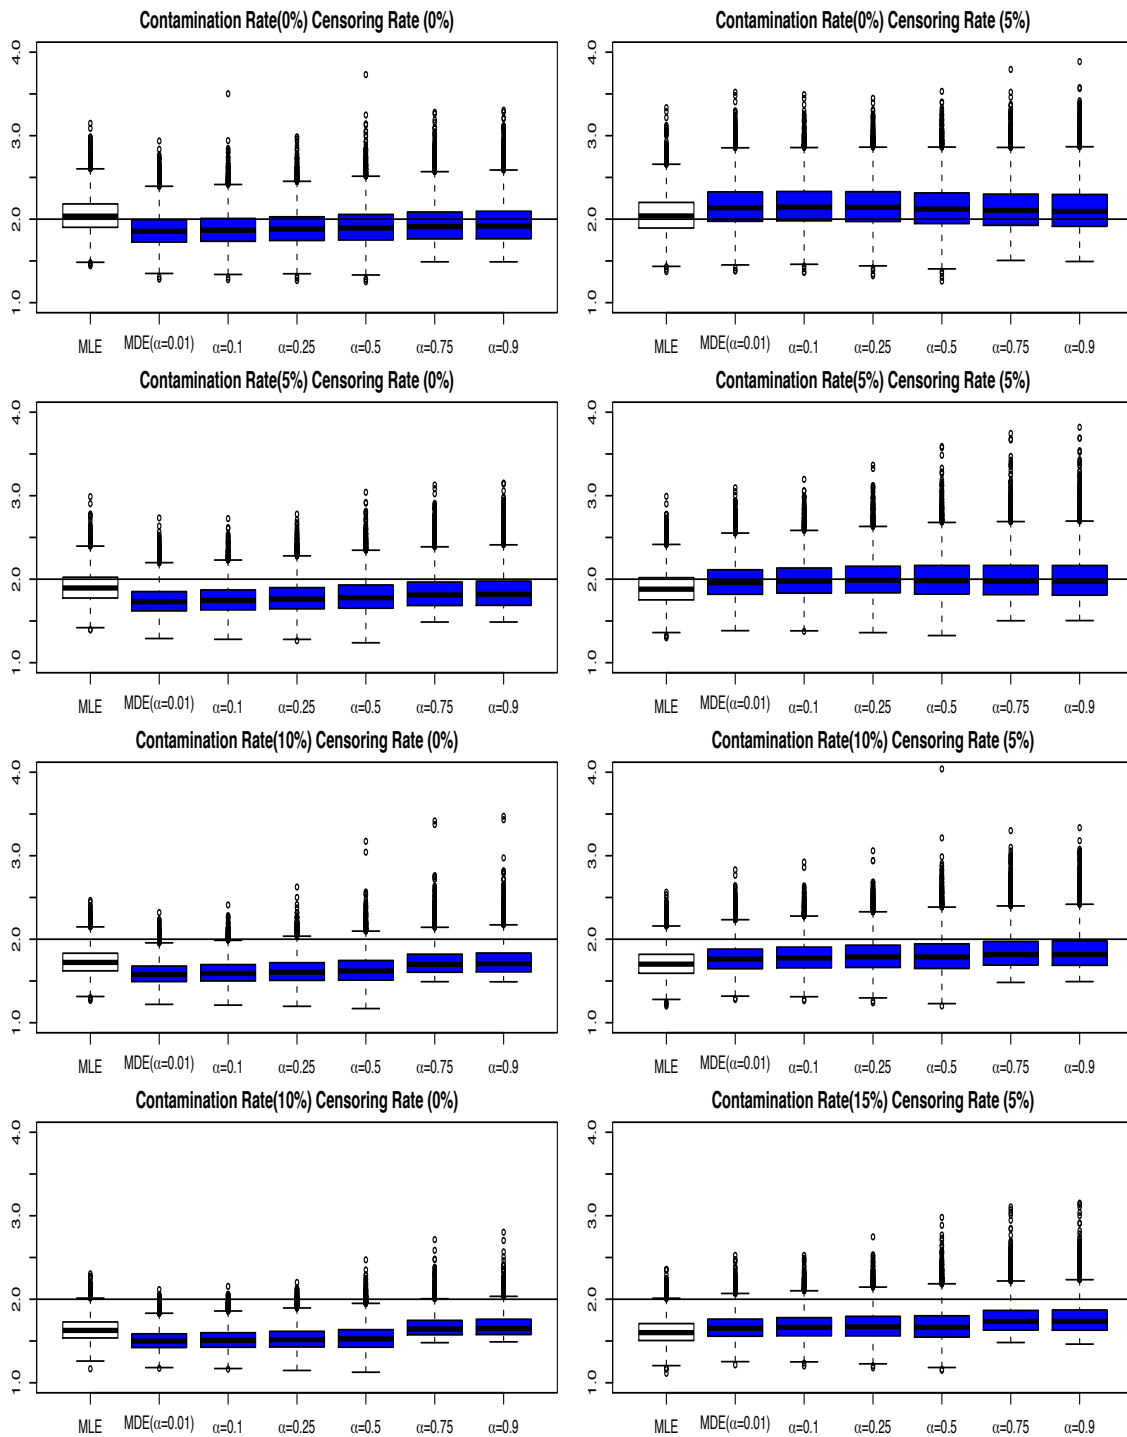 Contamination Rate(0%) Censoring Rate (0%)
4.0
3.0
2.0
1.0
MLE MDE(α=0.01) α=0.1 α=0.25 α=0.5 α=0.75 α=0.9
Contamination Rate(0%) Censoring Rate (5%)
4.0
3.0
2.0
1.0
MLE MDE(α=0.01) α=0.1 α=0.25 α=0.5 α=0.75 α=0.9
Contamination Rate(5%) Censoring Rate (0%)
4.0
3.0
2.0
1.0
MLE MDE(α=0.01) α=0.1 α=0.25 α=0.5 α=0.75 α=0.9
Contamination Rate(5%) Censoring Rate (5%)
4.0
3.0
2.0
1.0
MLE MDE(α=0.01) α=0.1 α=0.25 α=0.5 α=0.75 α=0.9
Contamination Rate(10%) Censoring Rate (0%)
4.0
3.0
2.0
1.0
MLE MDE(α=0.01) α=0.1 α=0.25 α=0.5 α=0.75 α=0.9
Contamination Rate(10%) Censoring Rate (5%)
4.0
3.0
2.0
1.0
MLE MDE(α=0.01) α=0.1 α=0.25 α=0.5 α=0.75 α=0.9
Contamination Rate(10%) Censoring Rate (0%)
4.0
3.0
2.0
1.0
MLE MDE(α=0.01) α=0.1 α=0.25 α=0.5 α=0.75 α=0.9
Contamination Rate(15%) Censoring Rate (5%)
4.0
3.0
2.0
1.0
MLE MDE(α=0.01) α=0.1 α=0.25 α=0.5 α=0.75 α=0.9